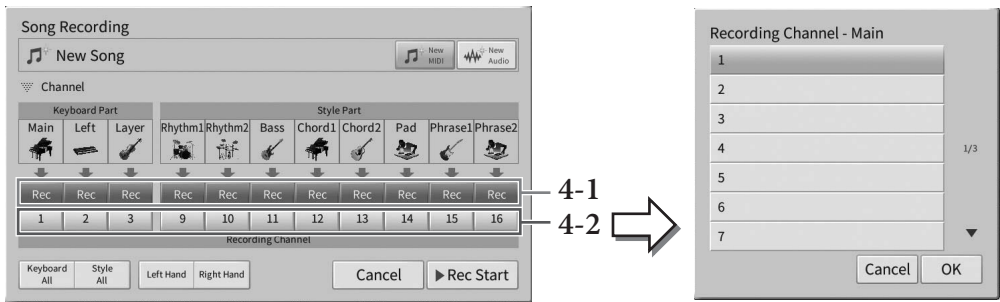 Song Recording
New Song
New MIDI
New Audio
Channel
Keyboard Part
Style Part
Main Left Layer Rhythm1 Rhythm2 Bass Chord1 Chord2 Pad Phrase1 Phrase2
Rec Rec Rec Rec Rec Rec Rec Rec Rec Rec Rec
1 2 3 9 10 11 12 13 14 15 16
Recording Channel
Keyboard All
Style All
Left Hand
Right Hand
Cancel
Rec Start
4-1
4-2
Recording Channel - Main
1
2
3
4
5
6
7
1/3
Cancel
OK